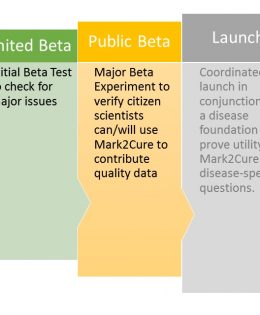 nited Beta
itial Beta Test
o check for
ajor issues
Public Beta
Major Beta
Experiment to
verify citizen
scientists
can/will use
Mark2Cure to
contribute
quality data
Launch
Coordinated
launch in
conjunction
a disease
foundation
prove utility
Mark2Cure
disease-spe
questions.